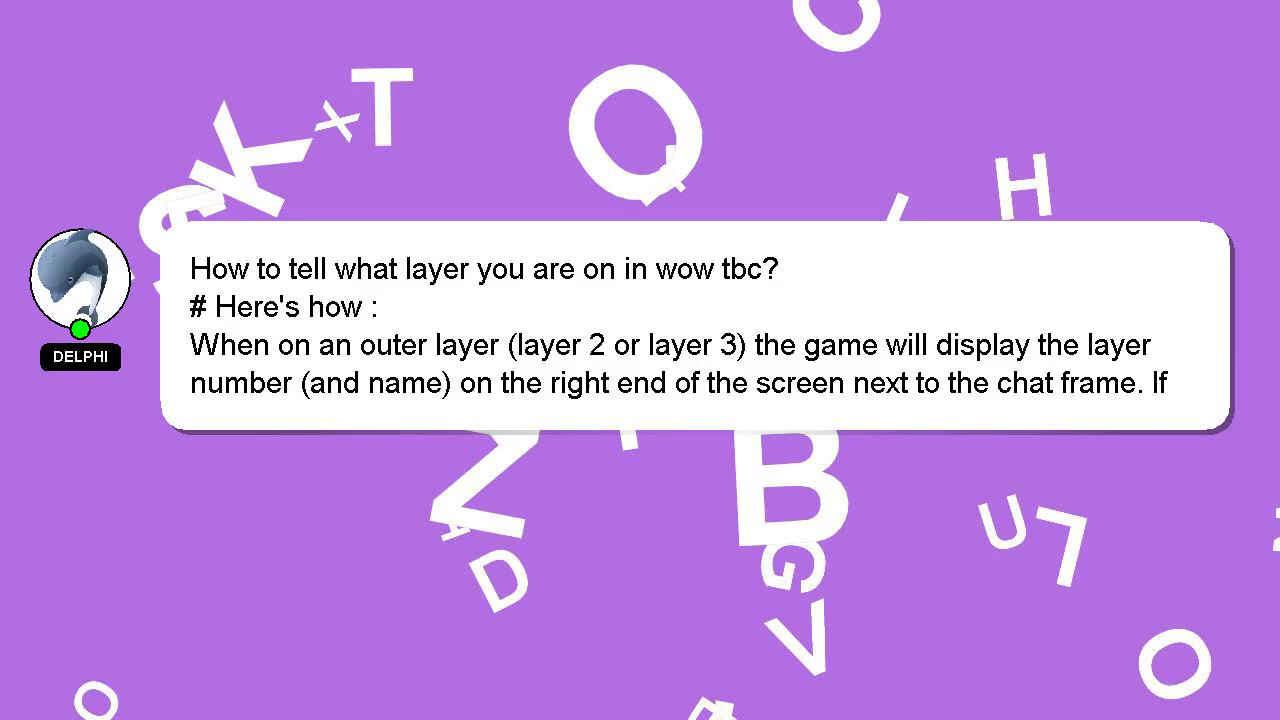 How to tell what layer you are on in wow tbc?
# Here's how :
When on an outer layer (layer 2 or layer 3) the game will display the layer
number (and name) on the right end of the screen next to the chat frame. If
DELPHI
C
T
X
K
O
H
Z
B
A
D
G
V
U
L
O
O